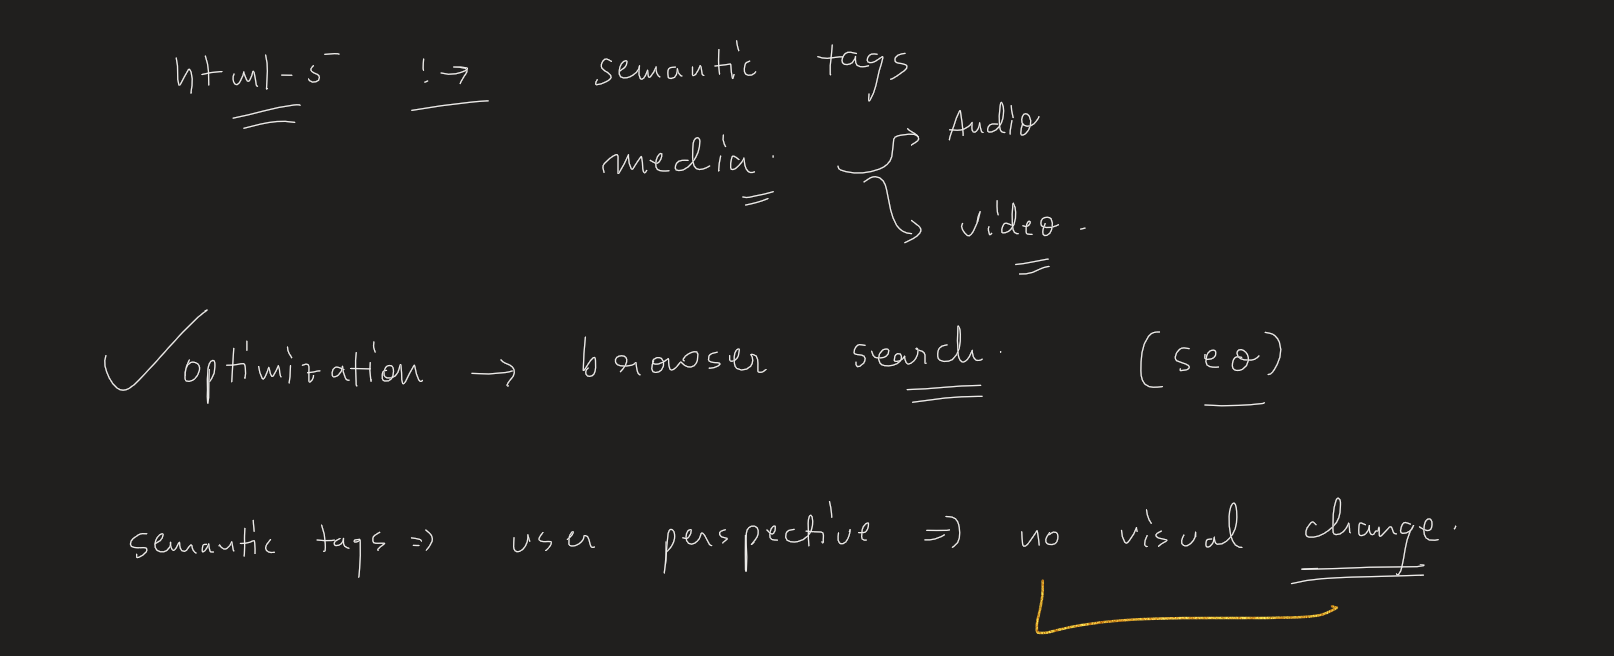 html-5 :→ semantic tags
media. → Audio
→ video.
optimization → browser search. (seo)
semantic tags => user perspective => no visual change.